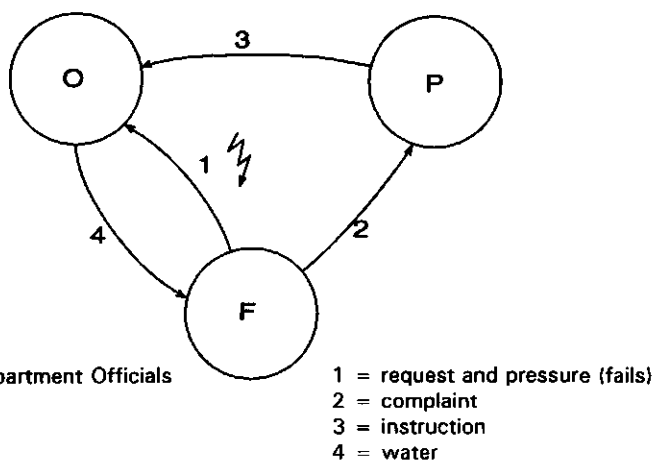 3
O
P
1
4
2
F
partment Officials
1 = request and pressure (fails)
2 = complaint
3 = instruction
4 = water